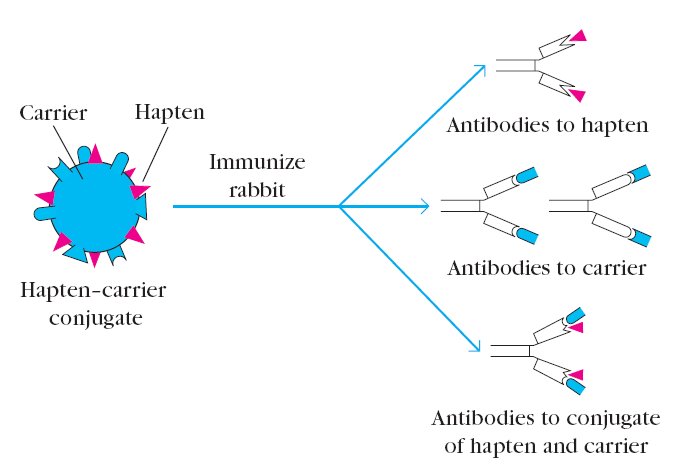 Carrier
Hapten
Hapten–carrier
conjugate
Immunize
rabbit
Antibodies to hapten
Antibodies to carrier
Antibodies to conjugate
of hapten and carrier